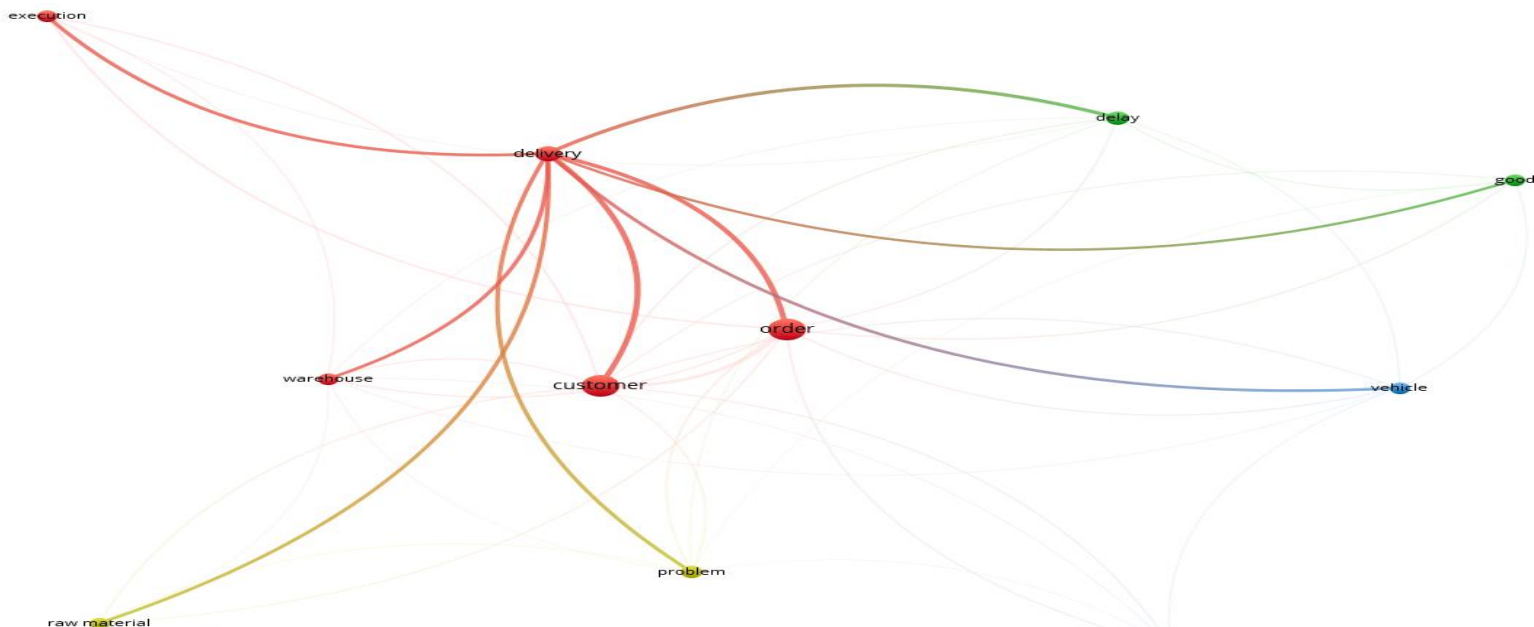 execution
delay
delivery
good
order
warehouse
customer
vehicle
problem
raw material